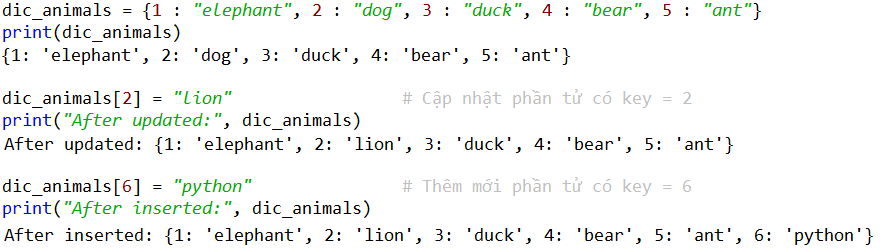 dic_animals = {1 : "elephant", 2 : "dog", 3 : "duck", 4 : "bear", 5 : "ant"}
print(dic_animals)
{1: 'elephant', 2: 'dog', 3: 'duck', 4: 'bear', 5: 'ant'}
dic_animals[2] = "lion" # Cập nhật phần tử có key = 2
print("After updated:", dic_animals)
After updated: {1: 'elephant', 2: 'lion', 3: 'duck', 4: 'bear', 5: 'ant'}
dic_animals[6] = "python" # Thêm mới phần tử có key = 6
print("After inserted:", dic_animals)
After inserted: {1: 'elephant', 2: 'lion', 3: 'duck', 4: 'bear', 5: 'ant', 6: 'python'}